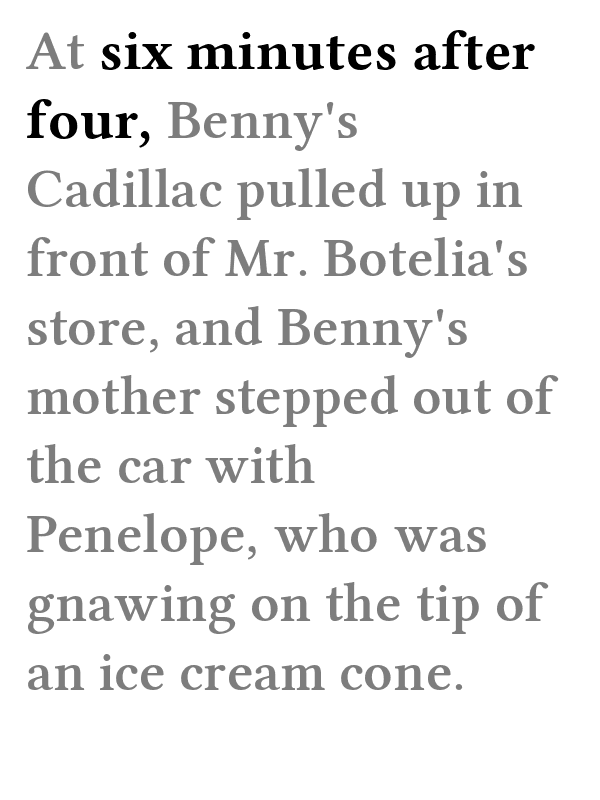 At six minutes after
four, Benny's
Cadillac pulled up in
front of Mr. Botelia's
store, and Benny's
mother stepped out of
the car with
Penelope, who was
gnawing on the tip of
an ice cream cone.